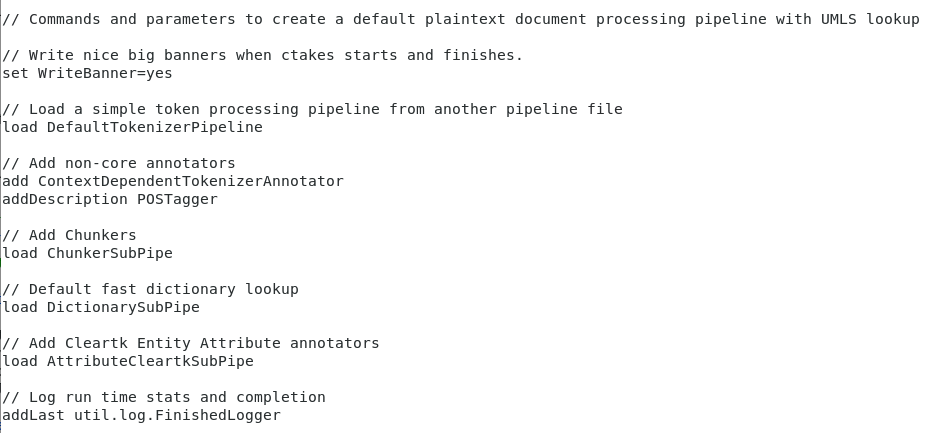 // Commands and parameters to create a default plaintext document processing pipeline with UMLS lookup
// Write nice big banners when ctakes starts and finishes.
set WriteBanner=yes
// Load a simple token processing pipeline from another pipeline file
load DefaultTokenizerPipeline
// Add non-core annotators
add ContextDependentTokenizerAnnotator
addDescription POSTagger
// Add Chunkers
load ChunkerSubPipe
// Default fast dictionary lookup
load DictionarySubPipe
// Add Cleartk Entity Attribute annotators
load AttributeCleartkSubPipe
// Log run time stats and completion
addLast util.log.FinishedLogger